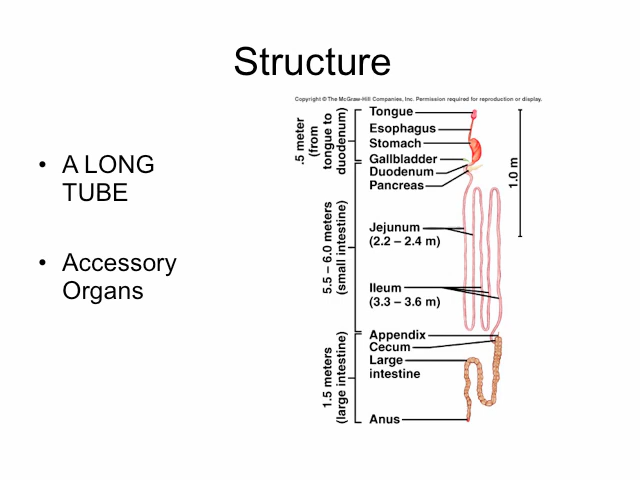 Structure
• A LONG
TUBE
• Accessory
Organs
Copyright © The McGraw-Hill Companies, Inc. Permission required for reproduction or display.
.5 meter
(from
tongue to
duodenum)
5.5 – 6.0 meters
(small intestine)
1.5 meters
(large intestine)
Tongue
Esophagus
Stomach
Gallbladder
Duodenum
Pancreas
Jejunum
(2.2 – 2.4 m)
Ileum
(3.3 – 3.6 m)
Appendix
Cecum
Large
intestine
Anus
1.0 m